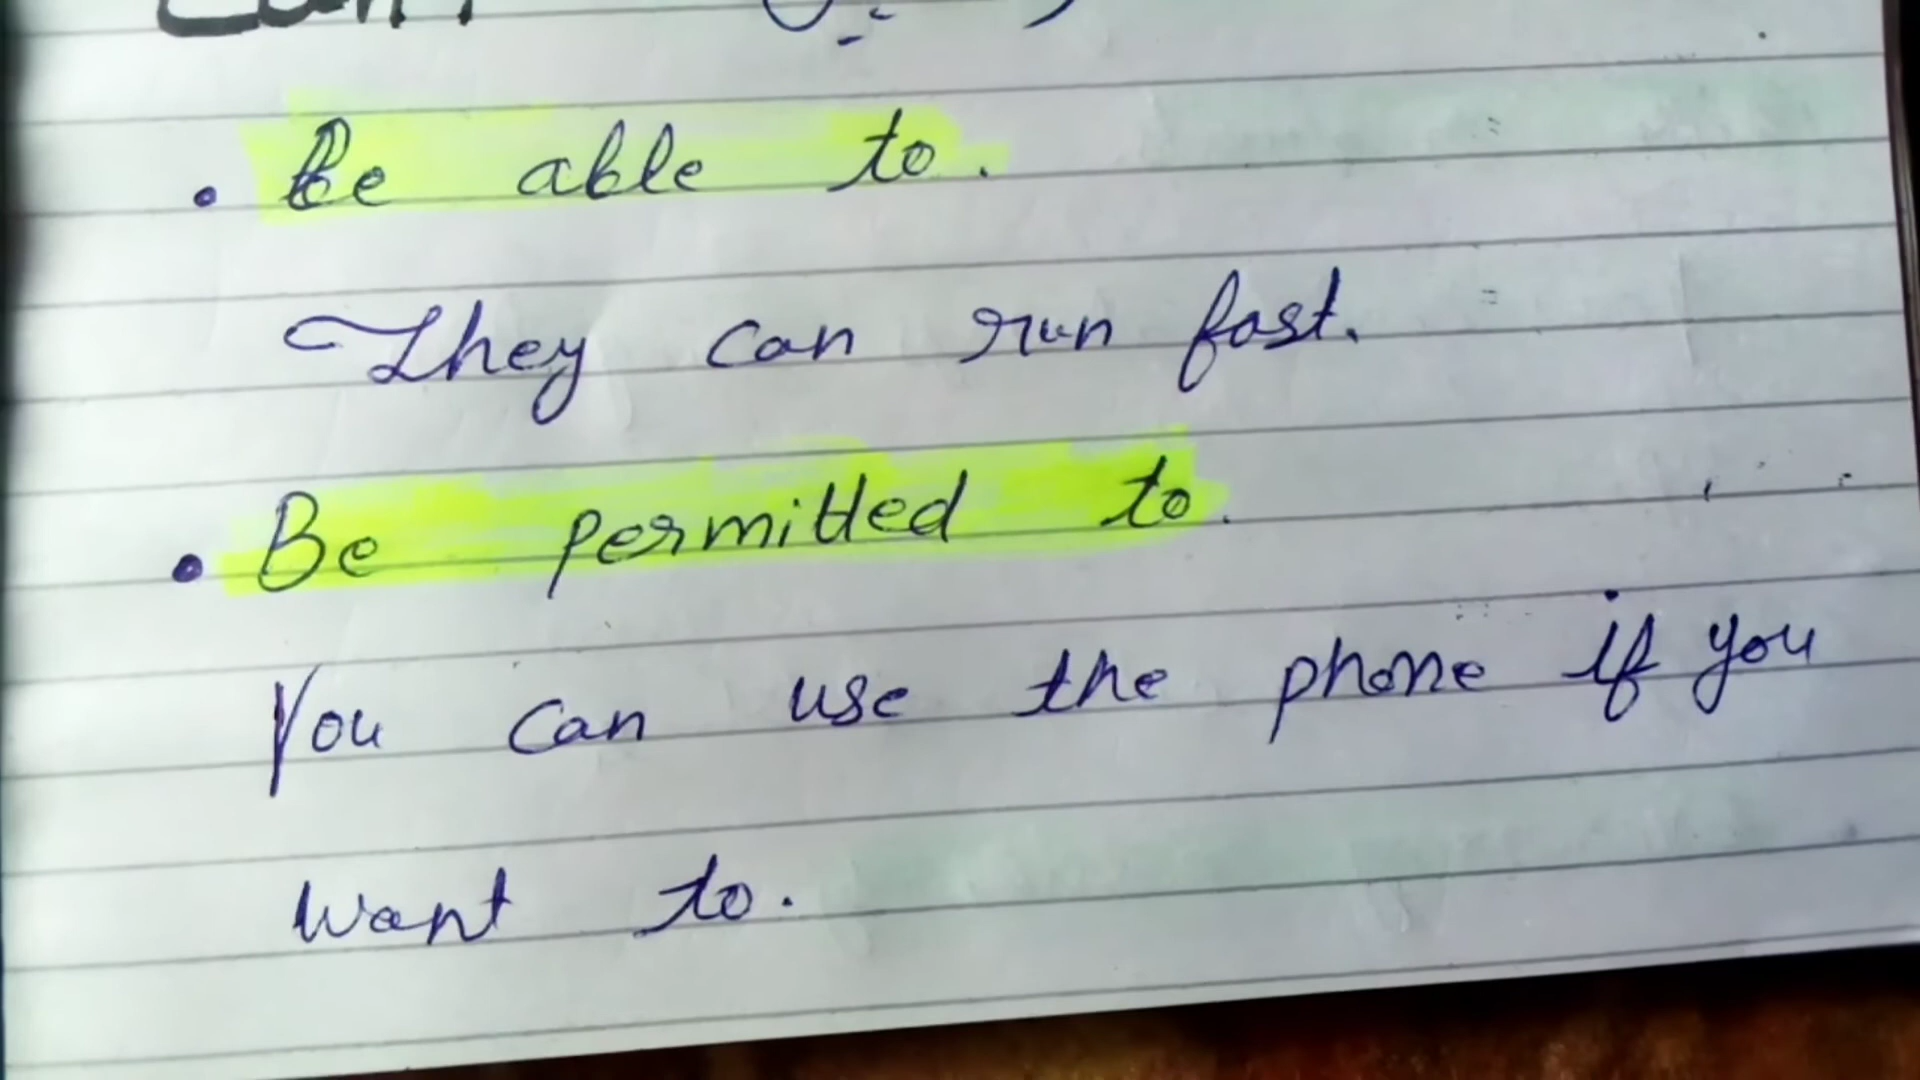 • Be able to.
They can run fast.
• Be permitted to.
You can use the phone if you
want to.